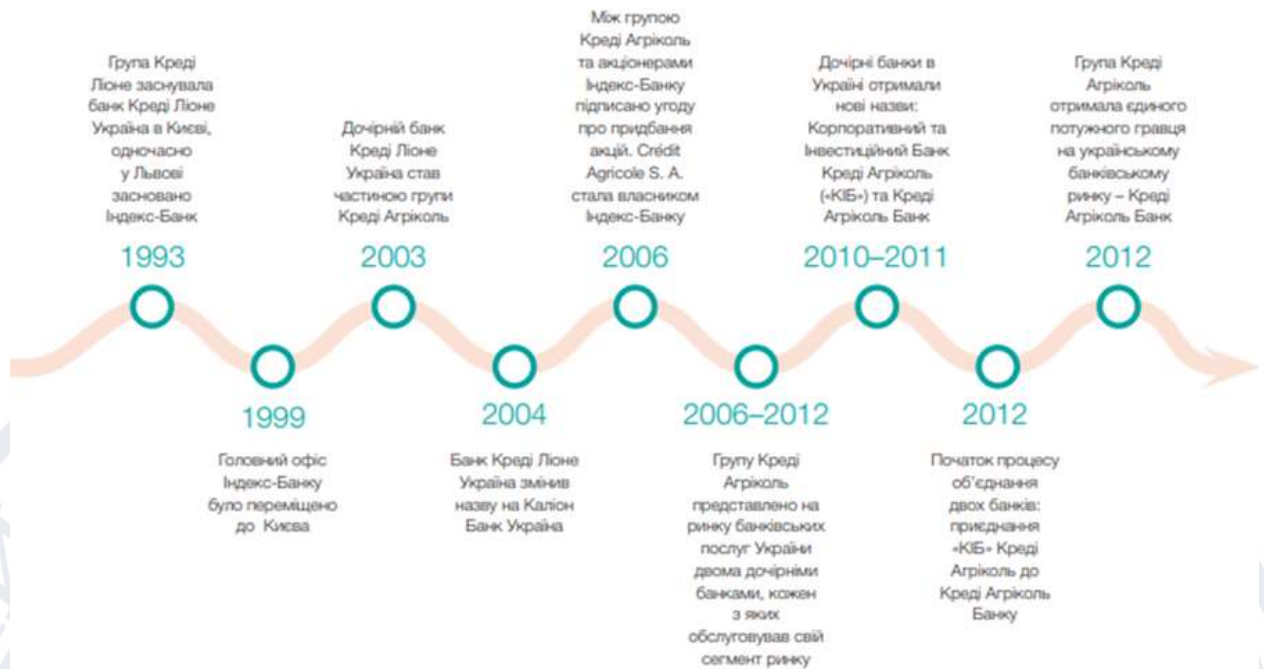 Група Креді
Ліоне заснувала
банк Креді Ліоне
Україна в Києві,
одночасно
у Львові
засновано
Індекс-Банк
1993
Головний офіс
Індекс-Банку
було переміщено
до Києва
1999
Дочірній банк
Креді Ліоне
Україна став
частиною групи
Креді Агріколь
2003
Банк Креді Ліоне
Україна змінив
назву на Каліон
Банк Україна
2004
Між групою
Креді Агріколь
та акціонерами
Індекс-Банку
підписано угоду
про придбання
акцій. Crédit
Agricole S. A.
стала власником
Індекс-Банку
2006
2006–2012
Групу Креді
Агріколь
представлено на
ринку банківських
послуг України
двома дочірніми
банками, кожен
з яких
обслуговував свій
сегмент ринку
Дочірні банки в
Україні отримали
нові назви:
Корпоративний та
Інвестиційний Банк
Креді Агріколь
(«КІБ») та Креді
Агріколь Банк
2010–2011
2012
Початок процесу
об’єднання
двох банків:
приєднання
«КІБ» Креді
Агріколь до
Креді Агріколь
Банку
Група Креді
Агріколь
отримала єдиного
потужного гравця
на українському
банківському
ринку – Креді
Агріколь Банк
2012